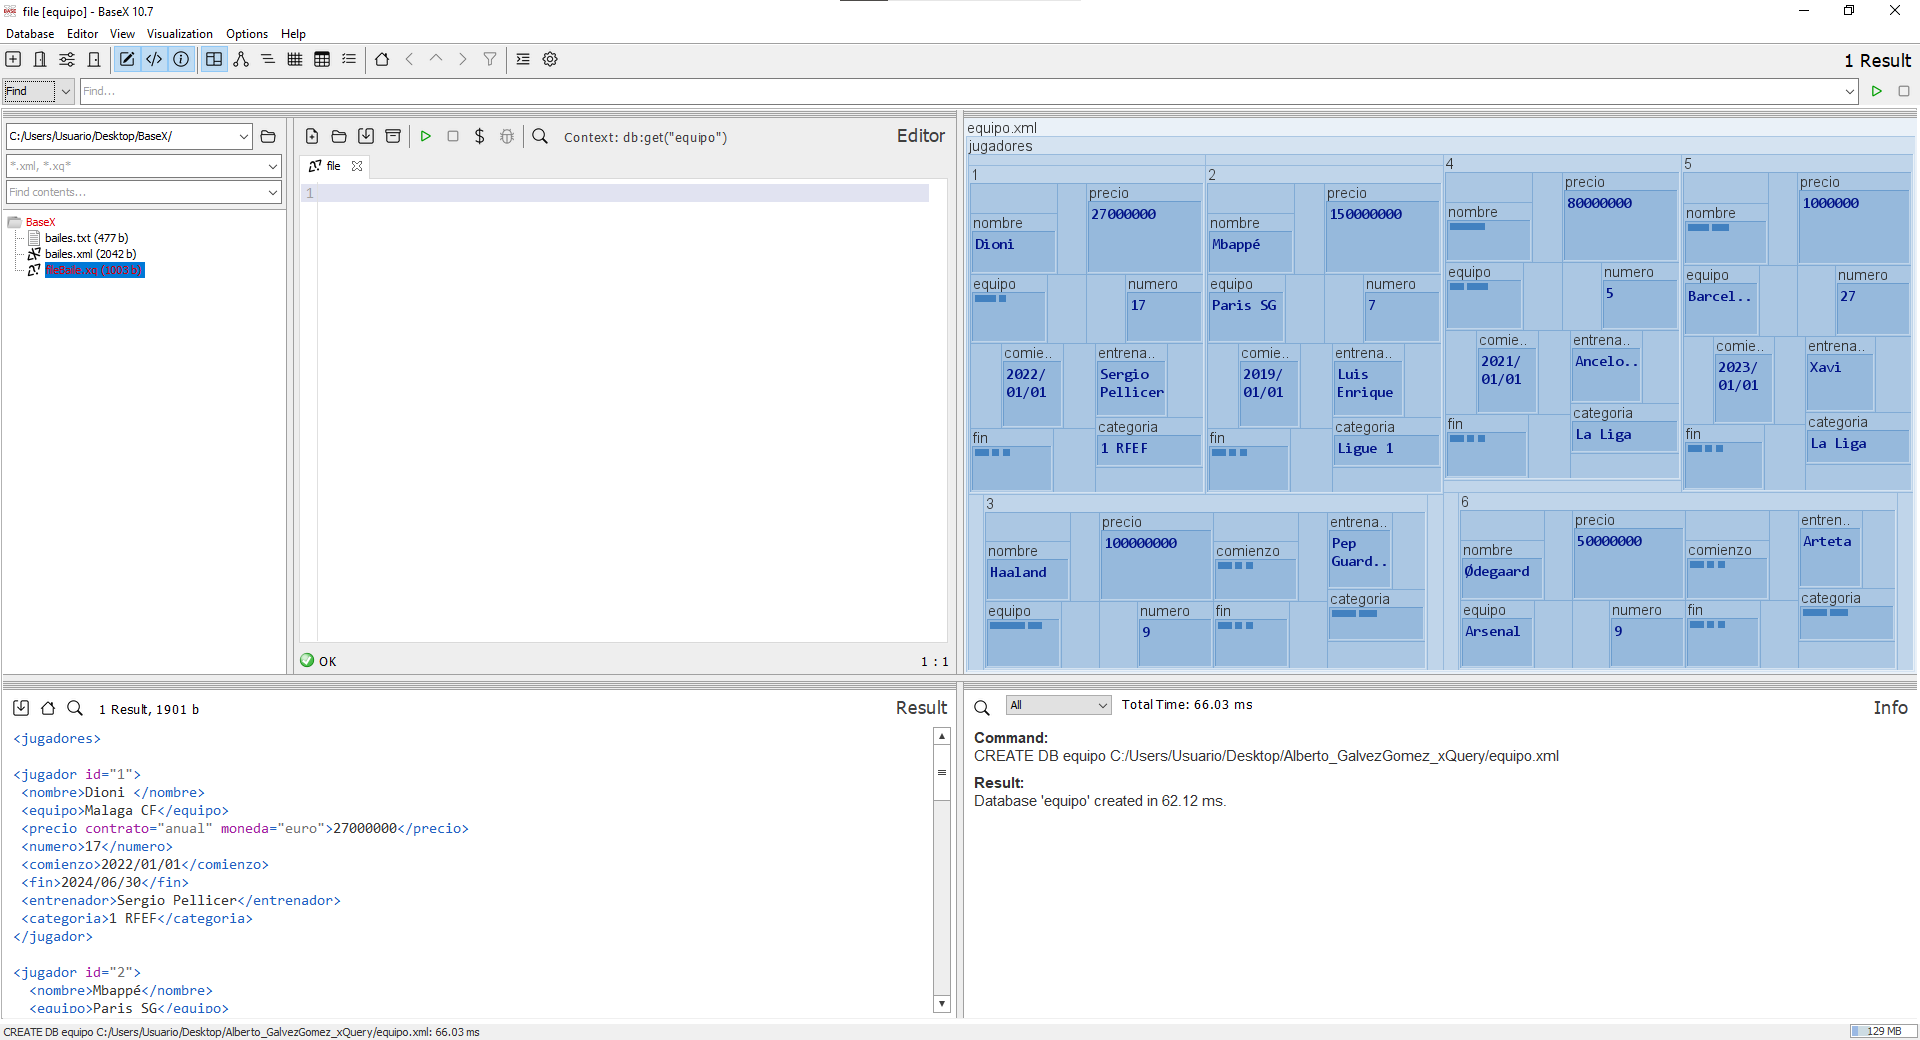 file [equipo] - BaseX 10.7
Database Editor View Visualization Options Help
1 Result
Find Find...
C:/Users/Usuario/Desktop/BaseX/
*.xml, *.xq*
Find contents...
BaseX
bailes.txt (477 b)
bailes.xml (2042 b)
fileBaile.xq (1003 b)
Context: db:get("equipo")
Editor
file
1
OK
1 : 1
equipo.xml
jugadores
1
nombre
Dioni
precio
27000000
equipo
numero
17
comie..
2022/
01/01
entrena..
Sergio
Pellicer
fin
categoria
1 RFEF
2
nombre
Mbappé
precio
150000000
equipo
Paris SG
numero
7
comie..
2019/
01/01
entrena..
Luis
Enrique
fin
categoria
Ligue 1
4
nombre
precio
80000000
equipo
numero
5
comie..
2021/
01/01
entrena..
Ancelo..
fin
categoria
La Liga
5
nombre
precio
1000000
equipo
Barcel..
numero
27
comie..
2023/
01/01
entrena..
Xavi
fin
categoria
La Liga
3
nombre
Haaland
precio
100000000
comienzo
entrena..
Pep
Guard..
equipo
numero
9
fin
categoria
6
nombre
Ødegaard
precio
50000000
comienzo
entren..
Arteta
equipo
Arsenal
numero
9
fin
categoria
1 Result, 1901 b
Result
<jugadores>
<jugador id="1">
<nombre>Dioni </nombre>
<equipo>Malaga CF</equipo>
<precio contrato="anual" moneda="euro">27000000</precio>
<numero>17</numero>
<comienzo>2022/01/01</comienzo>
<fin>2024/06/30</fin>
<entrenador>Sergio Pellicer</entrenador>
<categoria>1 RFEF</categoria>
</jugador>
<jugador id="2">
<nombre>Mbappé</nombre>
<equipo>Paris SG</equipo>
All
Total Time: 66.03 ms
Info
Command:
CREATE DB equipo C:/Users/Usuario/Desktop/Alberto_GalvezGomez_xQuery/equipo.xml
Result:
Database 'equipo' created in 62.12 ms.
CREATE DB equipo C:/Users/Usuario/Desktop/Alberto_GalvezGomez_xQuery/equipo.xml: 66.03 ms
129 MB